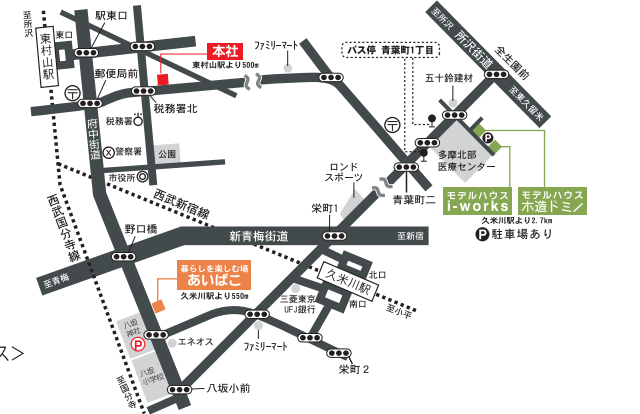 至所沢
東村山駅
東口
駅東口
郵便局前
本社
東村山駅より500m
ファミリーマート
バス停 青葉町1丁目
至所沢
所沢街道
全生園前
五十鈴建材
至東久留米
税務署北
税務署
警察署
公園
市役所
府中街道
多摩北部
医療センター
P
ロンド
スポーツ
青葉町二
モデルハウス
i-works
モデルハウス
木造ドミノ
久米川駅より2.7km
P駐車場あり
西武新宿線
西武国分寺線
栄町1
野口橋
新青梅街道
至新宿
至青梅
暮らしを楽しむ場
あいばこ
久米川駅より550m
久米川駅
北口
南口
至小平
三菱東京
UFJ銀行
八坂
神社
P
エネオス
ファミリーマート
栄町2
八坂
小学校
八坂小前
至国分寺
ス>